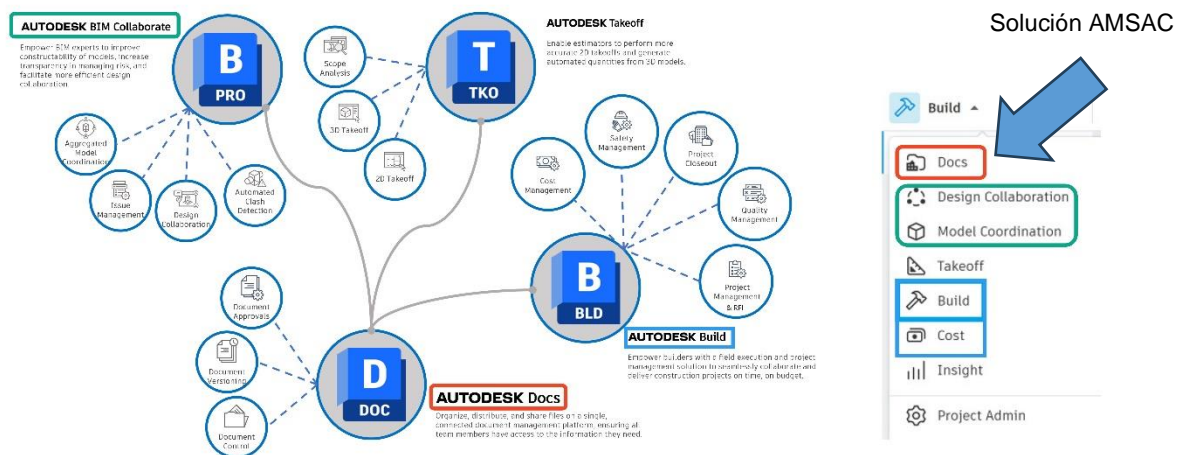 AUTODESK BIM Collaborate
Empower BIM experts to improve
constructability of models, increase
transparency in managing risk, and
facilitate more efficient design
collaboration
B
PRO
Aggregated
Model
Coordination
Issue
Management
Design
Collaboration
Automated
Clash
Detection
AUTODESK Takeoff
Enable estimators to perform more
accurate 2D takeoffs and generate
automated quantities from 3D models.
T
TKO
Scope
Analysis
3D Takeoff
2D Takeoff
Cost
Management
Safety
Management
Project
Closeout
Quality
Management
Project
Management
& RFI
B
BLD
AUTODESK Build
Empower builders with a field execution and project
management solution to seamlessly collaborate and
deliver construction projects on time, on budget.
Document
Approvals
Document
Versioning
Document
Control
D
DOC
AUTODESK Docs
Organize, distribute, and share files on a single,
connected document management platform, ensuring all
team members have access to the information they need.
Solución AMSAC
Build
Docs
Design Collaboration
Model Coordination
Takeoff
Build
Cost
Insight
Project Admin